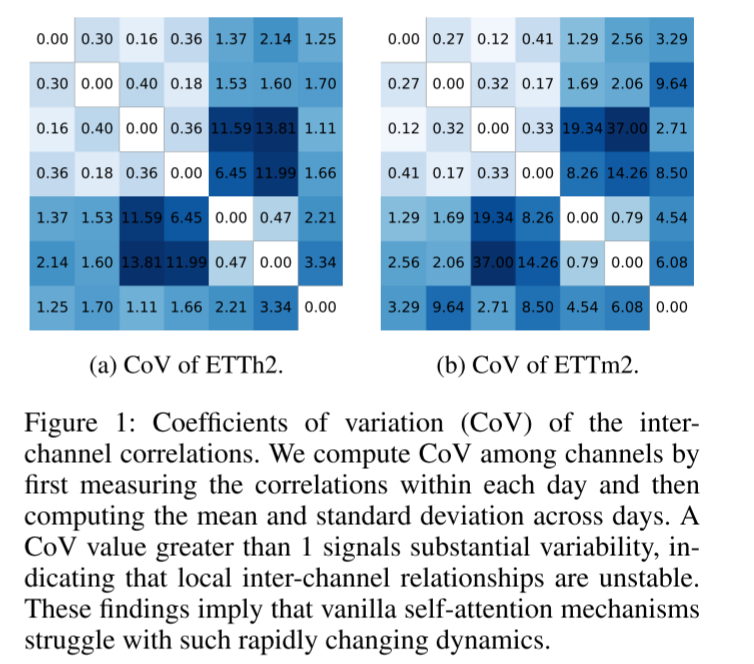 0.00 0.30 0.16 0.36 1.37 2.14 1.25
0.30 0.00 0.40 0.18 1.53 1.60 1.70
0.16 0.40 0.00 0.36 11.59 13.81 1.11
0.36 0.18 0.36 0.00 6.45 11.99 1.66
1.37 1.53 11.59 6.45 0.00 0.47 2.21
2.14 1.60 13.81 11.99 0.47 0.00 3.34
1.25 1.70 1.11 1.66 2.21 3.34 0.00
(a) CoV of ETTh2.
0.00 0.27 0.12 0.41 1.29 2.56 3.29
0.27 0.00 0.32 0.17 1.69 2.06 9.64
0.12 0.32 0.00 0.33 19.34 37.00 2.71
0.41 0.17 0.33 0.00 8.26 14.26 8.50
1.29 1.69 19.34 8.26 0.00 0.79 4.54
2.56 2.06 37.00 14.26 0.79 0.00 6.08
3.29 9.64 2.71 8.50 4.54 6.08 0.00
(b) CoV of ETTm2.
Figure 1: Coefficients of variation (CoV) of the inter-
channel correlations. We compute CoV among channels by
first measuring the correlations within each day and then
computing the mean and standard deviation across days. A
CoV value greater than 1 signals substantial variability, in-
dicating that local inter-channel relationships are unstable.
These findings imply that vanilla self-attention mechanisms
struggle with such rapidly changing dynamics.